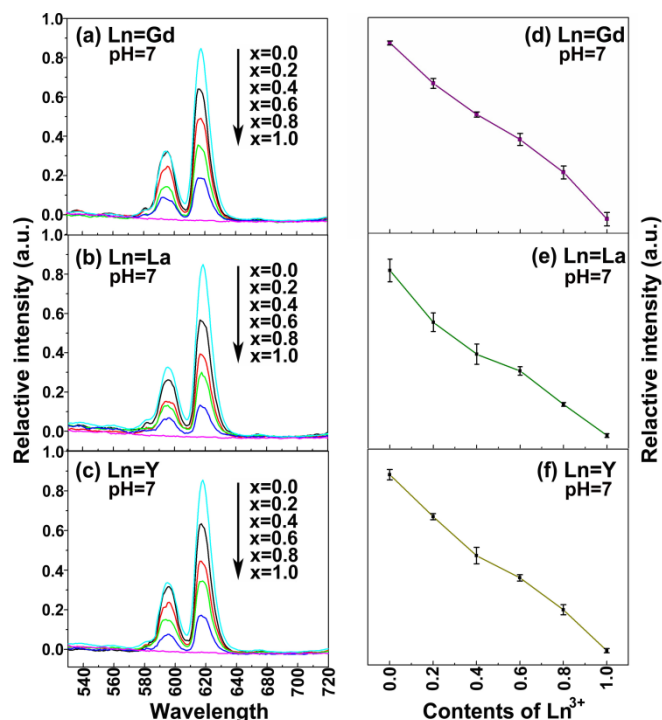 Relactive intensity (a.u.)
1.0
0.8
0.6
0.4
0.2
0.0
(a) Ln=Gd
pH=7
x=0.0
x=0.2
x=0.4
x=0.6
x=0.8
x=1.0
0.8
0.6
0.4
0.2
0.0
(b) Ln=La
pH=7
x=0.0
x=0.2
x=0.4
x=0.6
x=0.8
x=1.0
1.0
0.8
0.6
0.4
0.2
0.0
(c) Ln=Y
pH=7
x=0.0
x=0.2
x=0.4
x=0.6
x=0.8
x=1.0
540 560 580 600 620 640 660 680 700 720
Wavelength
(d) Ln=Gd
pH=7
(e) Ln=La
pH=7
(f) Ln=Y
pH=7
0.0 0.2 0.4 0.6 0.8 1.0
Contents of Ln³⁺
Relactive intensity (a.u.)